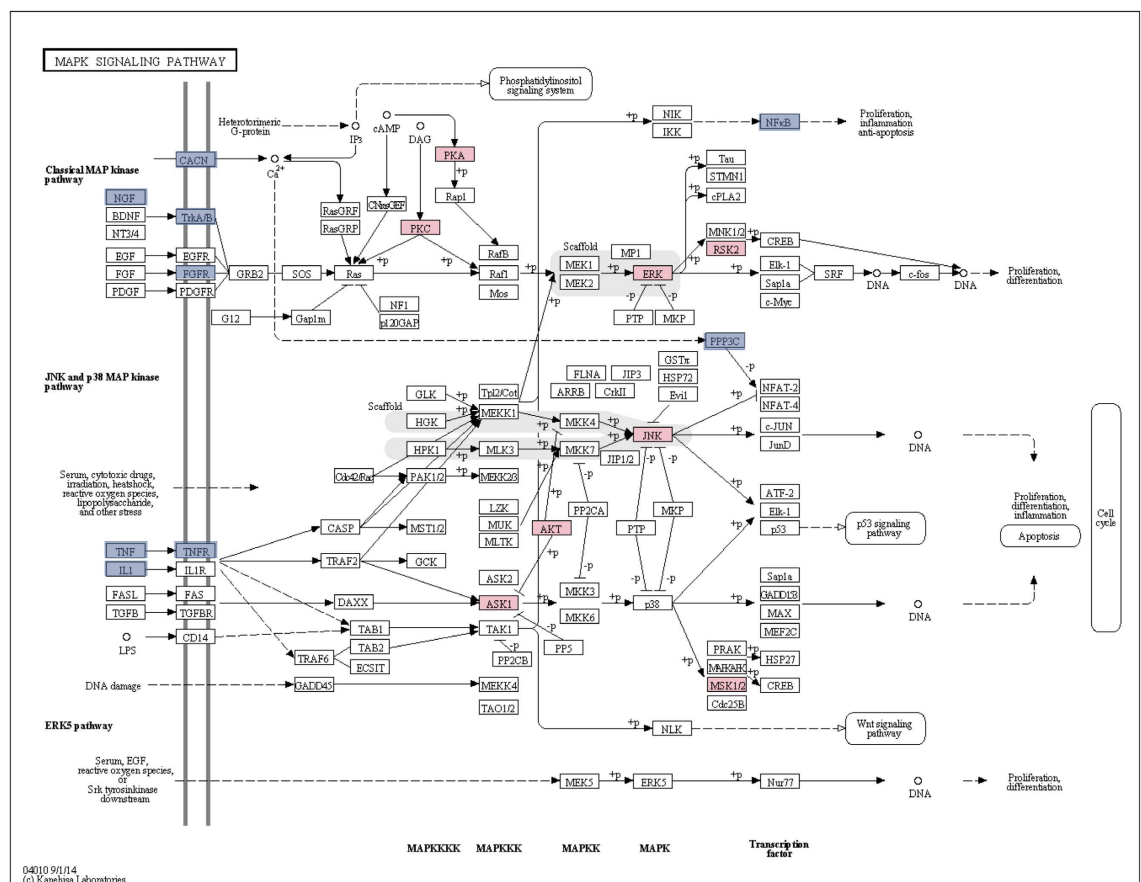 MAPK SIGNALING PATHWAY
Phosphatidylinositol
signaling system
Heterotorimeric
G-protein
IP3
cAMP
DAG
PKA
+p
Rap1
NIK
IKK
+p
NFκB
Proliferation,
inflammation
anti-apoptosis
CACN
Ca2+
Classical MAP kinase
pathway
NGF
BDNF
NT3/4
TrkA/B
EGF
EGFR
FGF
FGFR
PDGF
PDGFR
GRB2
SOS
RasGRF
RasGRP
CNrasGEF
PKC
Ras
+p
+p
RafB
Raf1
Mos
+p
G12
Gap1m
NF1
p120GAP
Scaffold
MEK1
MEK2
MP1
+p
ERK
-p
-p
PTP
MKP
Tau
STMN1
cPLA2
+p
MNK1/2
RSK2
+p
+p
CREB
+p
Elk-1
Sap1a
c-Myc
SRF
DNA
c-fos
DNA
Proliferation,
differentiation
+p
PPP3C
-p
JNK and p38 MAP kinase
pathway
Scaffold
GLK
HGK
HPK1
+p
+p
+p
Tpl2/Cot
MEKK1
MLK3
FLNA
JIP3
ARRB
CrkII
GSTπ
HSP72
Evi1
MKK4
MKK7
+p
+p
JIP1/2
JNK
+p
NFAT-2
NFAT-4
+p
c-JUN
JunD
DNA
Serum, cytotoxic drugs,
irradiation, heatshock,
reactive oxygen species,
lipopolysaccharide,
and other stress
Cdc42/Rac
PAK1/2
+p
MEKK2/3
LZK
MUK
MLTK
+p
+p
+p
-p
PP2CA
-p
-p
-p
PTP
MKP
+p
ATF-2
Elk-1
p53
p53 signaling
pathway
Proliferation,
differentiation,
inflammation
Apoptosis
Cell
cycle
CASP
MST1/2
AKT
+p
TNF
TNFR
IL1
IL1R
TRAF2
GCK
ASK2
FASL
FAS
DAXX
ASK1
+p
MKK3
MKK6
+p
-p
-p
p38
+p
Sap1a
GADD153
MAX
MEF2C
DNA
TGFB
TGFBR
LPS
CD14
TAB1
TAK1
TAB2
TRAF6
ECSIT
-p
PP2CB
-p
PP5
+p
PRAK
MAPKAPK
MSK1/2
Cdc25B
+p
+p
HSP27
CREB
DNA damage
GADD45
MEKK4
TAO1/2
ERK5 pathway
+p
NLK
Wnt signaling
pathway
Serum, EGF,
reactive oxygen species,
or
Srk tyrosinkinase
downstream
MEK5
+p
ERK5
+p
Nur77
DNA
Proliferation,
differentiation
MAPKKKK
MAPKKK
MAPKK
MAPK
Transcription
factor
04010 9/1/14
(c) Kanehisa Laboratories